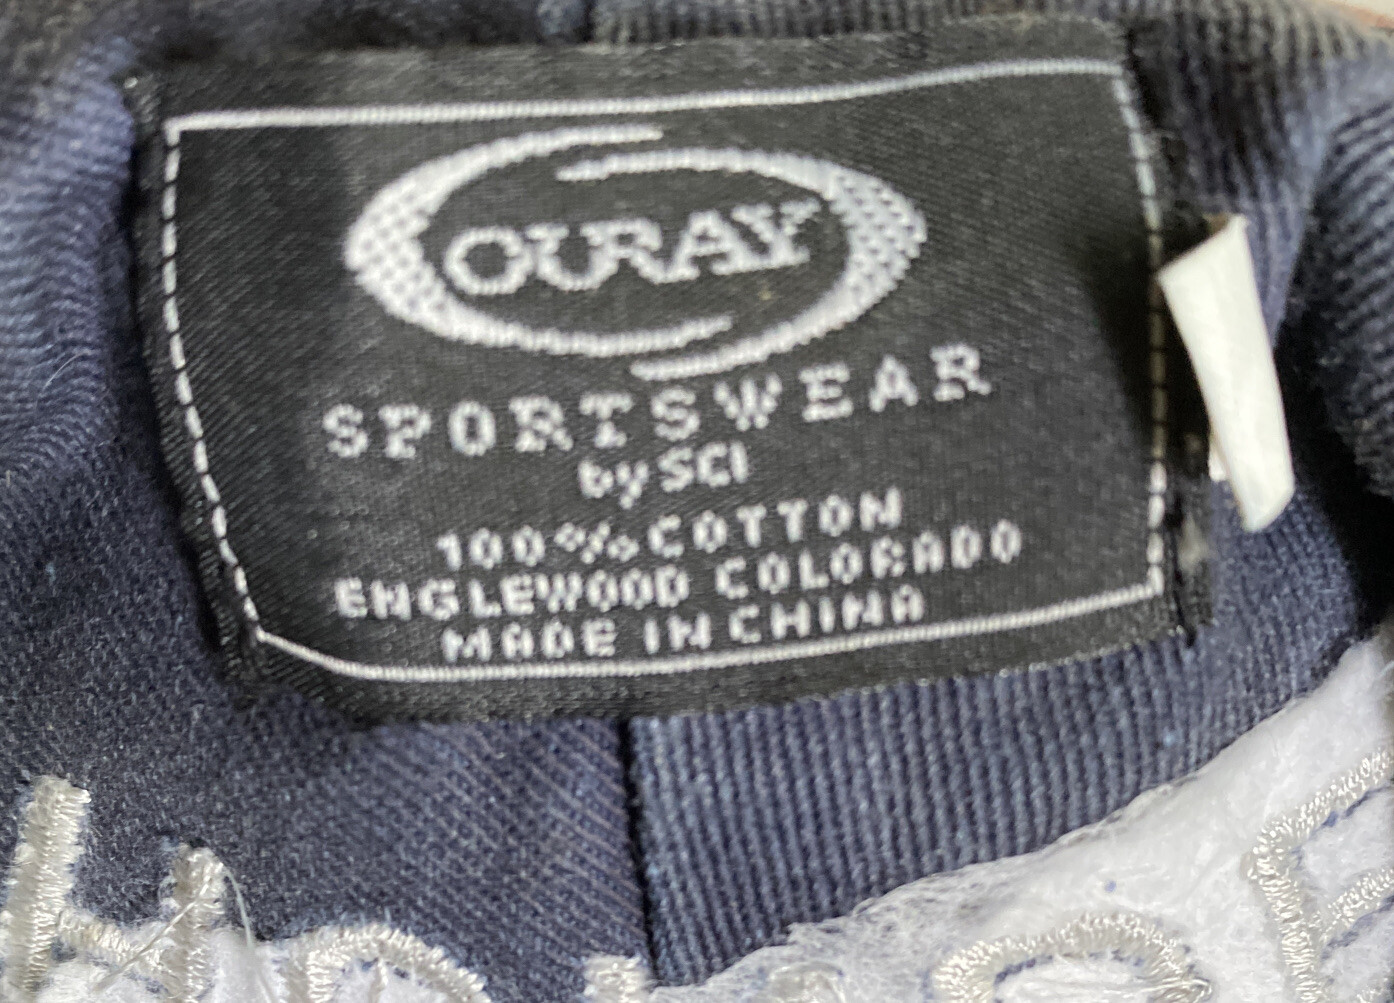 OURAY
SPORTSWEAR
by SCI
100% COTTON
ENGLEWOOD COLORADO
MADE IN CHINA